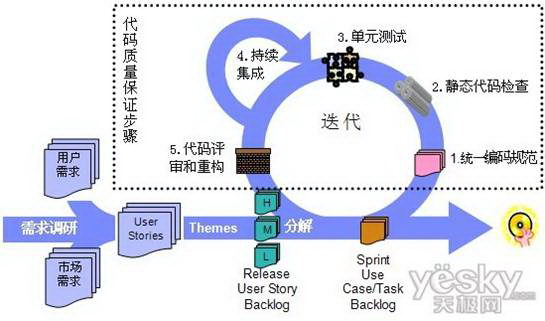 代码质量保证步骤
4.持续
集成
3.单元测试
2.静态代码检查
迭代
5.代码评
审和重构
1.统一编码规范
用户
需求
需求调研
User
Stories
Themes
H
M
L
分解
市场
需求
Release
User Story
Backlog
Sprint
Use
Case/Task
Backlog
yesky
天极网